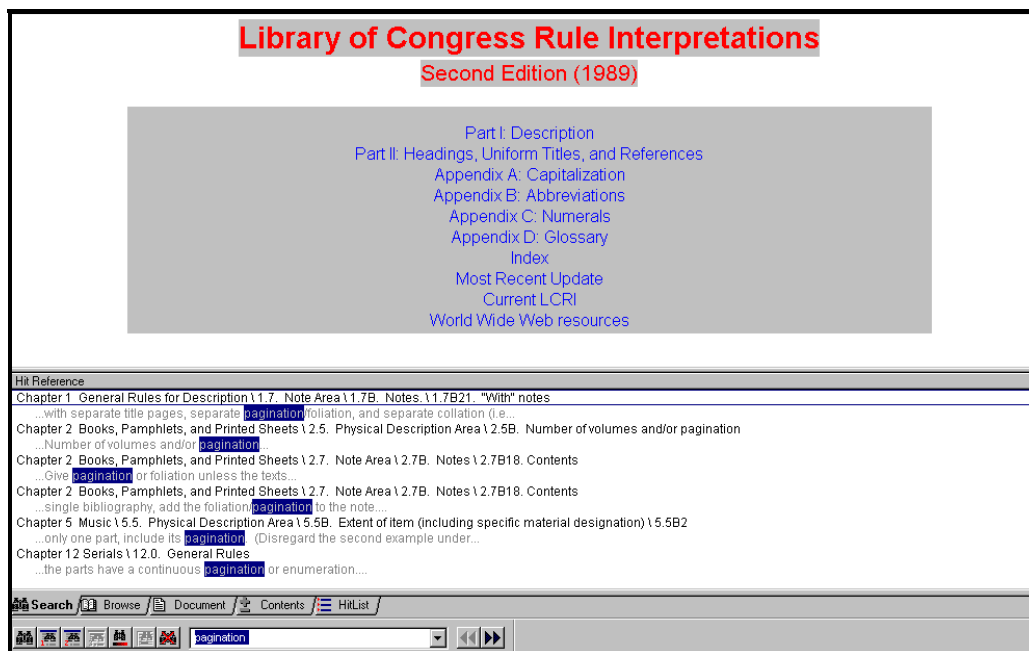 Library of Congress Rule Interpretations
Second Edition (1989)
Part I: Description
Part II: Headings, Uniform Titles, and References
Appendix A: Capitalization
Appendix B: Abbreviations
Appendix C: Numerals
Appendix D: Glossary
Index
Most Recent Update
Current LCRI
World Wide Web resources
Hit Reference
Chapter 1 General Rules for Description \ 1.7. Note Area \ 1.7B. Notes. \ 1.7B21. "With" notes
...with separate title pages, separate pagination/foliation, and separate collation (i.e...
Chapter 2 Books, Pamphlets, and Printed Sheets \ 2.5. Physical Description Area \ 2.5B. Number of volumes and/or pagination
...Number of volumes and/or pagination...
Chapter 2 Books, Pamphlets, and Printed Sheets \ 2.7. Note Area \ 2.7B. Notes \ 2.7B18. Contents
...Give pagination or foliation unless the texts...
Chapter 2 Books, Pamphlets, and Printed Sheets \ 2.7. Note Area \ 2.7B. Notes \ 2.7B18. Contents
...single bibliography, add the foliation/pagination to the note....
Chapter 5 Music \ 5.5. Physical Description Area \ 5.5B. Extent of item (including specific material designation) \ 5.5B2
...only one part, include its pagination. (Disregard the second example under...
Chapter 12 Serials \ 12.0. General Rules
...the parts have a continuous pagination or enumeration....
Search Browse Document Contents HitList
pagination